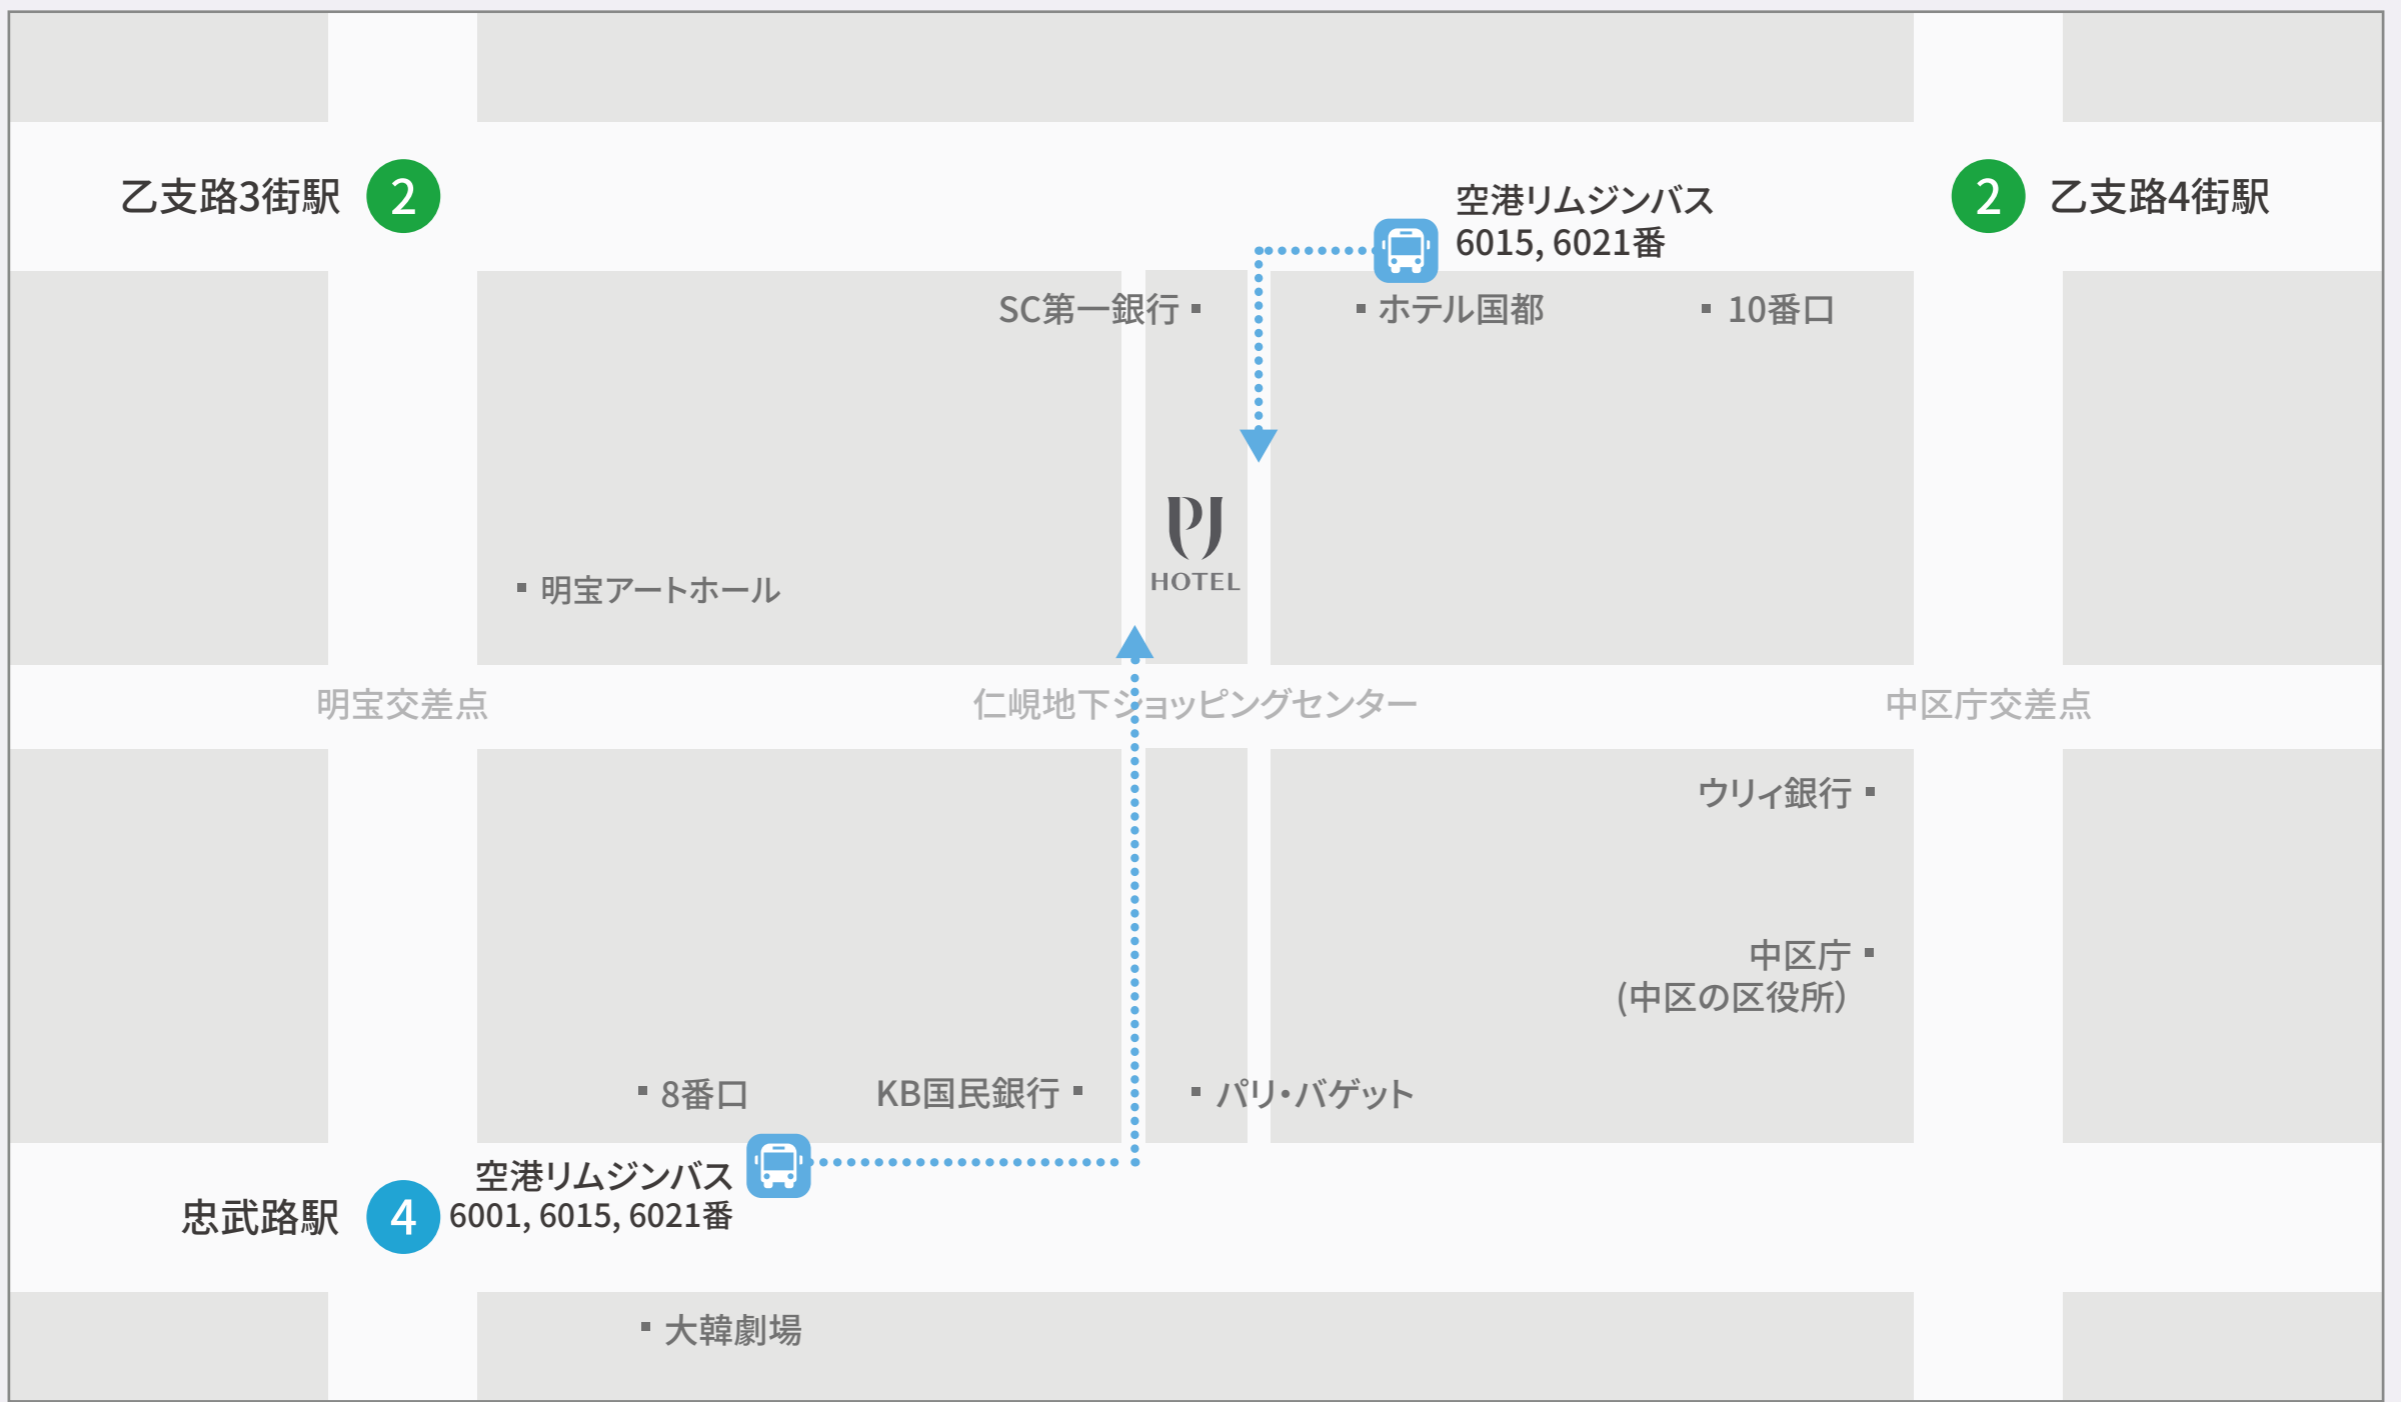 乙支路3街駅 2
空港リムジンバス
6015, 6021番
2 乙支路4街駅
SC第一銀行
ホテル国都
10番口
PJ
HOTEL
明宝アートホール
明宝交差点
仁峴地下ショッピングセンター
中区庁交差点
ウリィ銀行
中区庁
(中区の区役所)
8番口
KB国民銀行
パリ・バゲット
空港リムジンバス
6001, 6015, 6021番
忠武路駅 4
大韓劇場